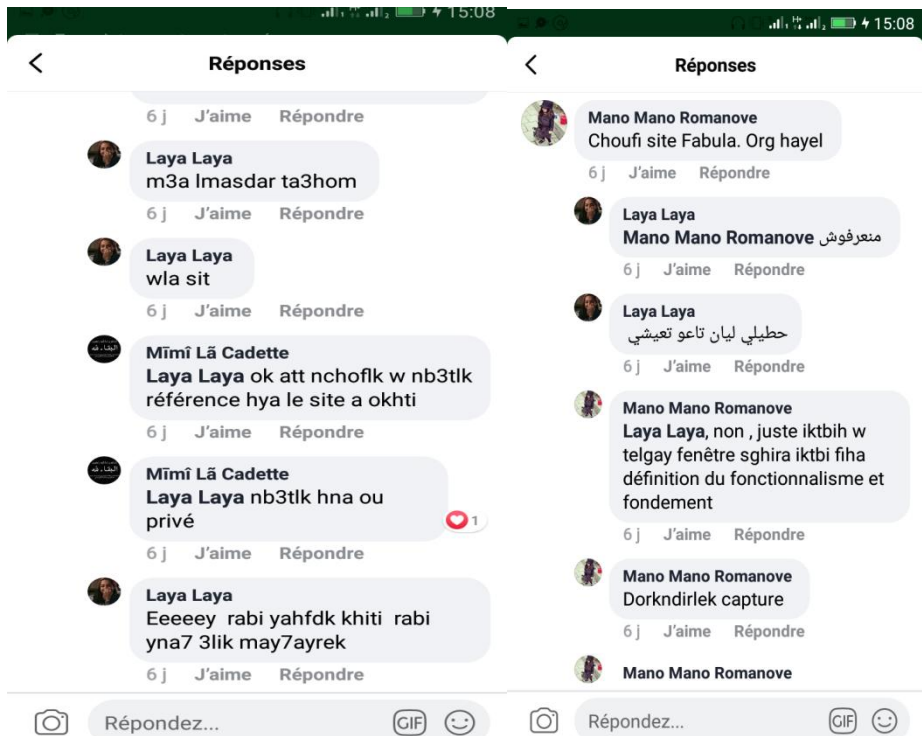 15:08
Réponses
6 j J'aime Répondre
Laya Laya
m3a lmasdar ta3hom
6 j J'aime Répondre
Laya Laya
wla sit
6 j J'aime Répondre
Mīmî Lã Cadette
Laya Laya ok att nchoflk w nb3tlk
référence hya le site a okhti
6 j J'aime Répondre
Mīmî Lã Cadette
Laya Laya nb3tlk hna ou
privé
1
6 j J'aime Répondre
Laya Laya
Eeeeey rabi yahfdk khiti rabi
yna7 3lik may7ayrek
6 j J'aime Répondre
Répondez...
GIF
15:08
Réponses
Mano Mano Romanove
Choufi site Fabula. Org hayel
6 j J'aime Répondre
Laya Laya
Mano Mano Romanove منعرفوش
6 j J'aime Répondre
Laya Laya
حطيلي ليان تاعو تعيشي
6 j J'aime Répondre
Mano Mano Romanove
Laya Laya, non , juste iktbih w
telgay fenêtre sghira iktbi fiha
définition du fonctionnalisme et
fondement
6 j J'aime Répondre
Mano Mano Romanove
Dorkndirlek capture
6 j J'aime Répondre
Mano Mano Romanove
Répondez...
GIF